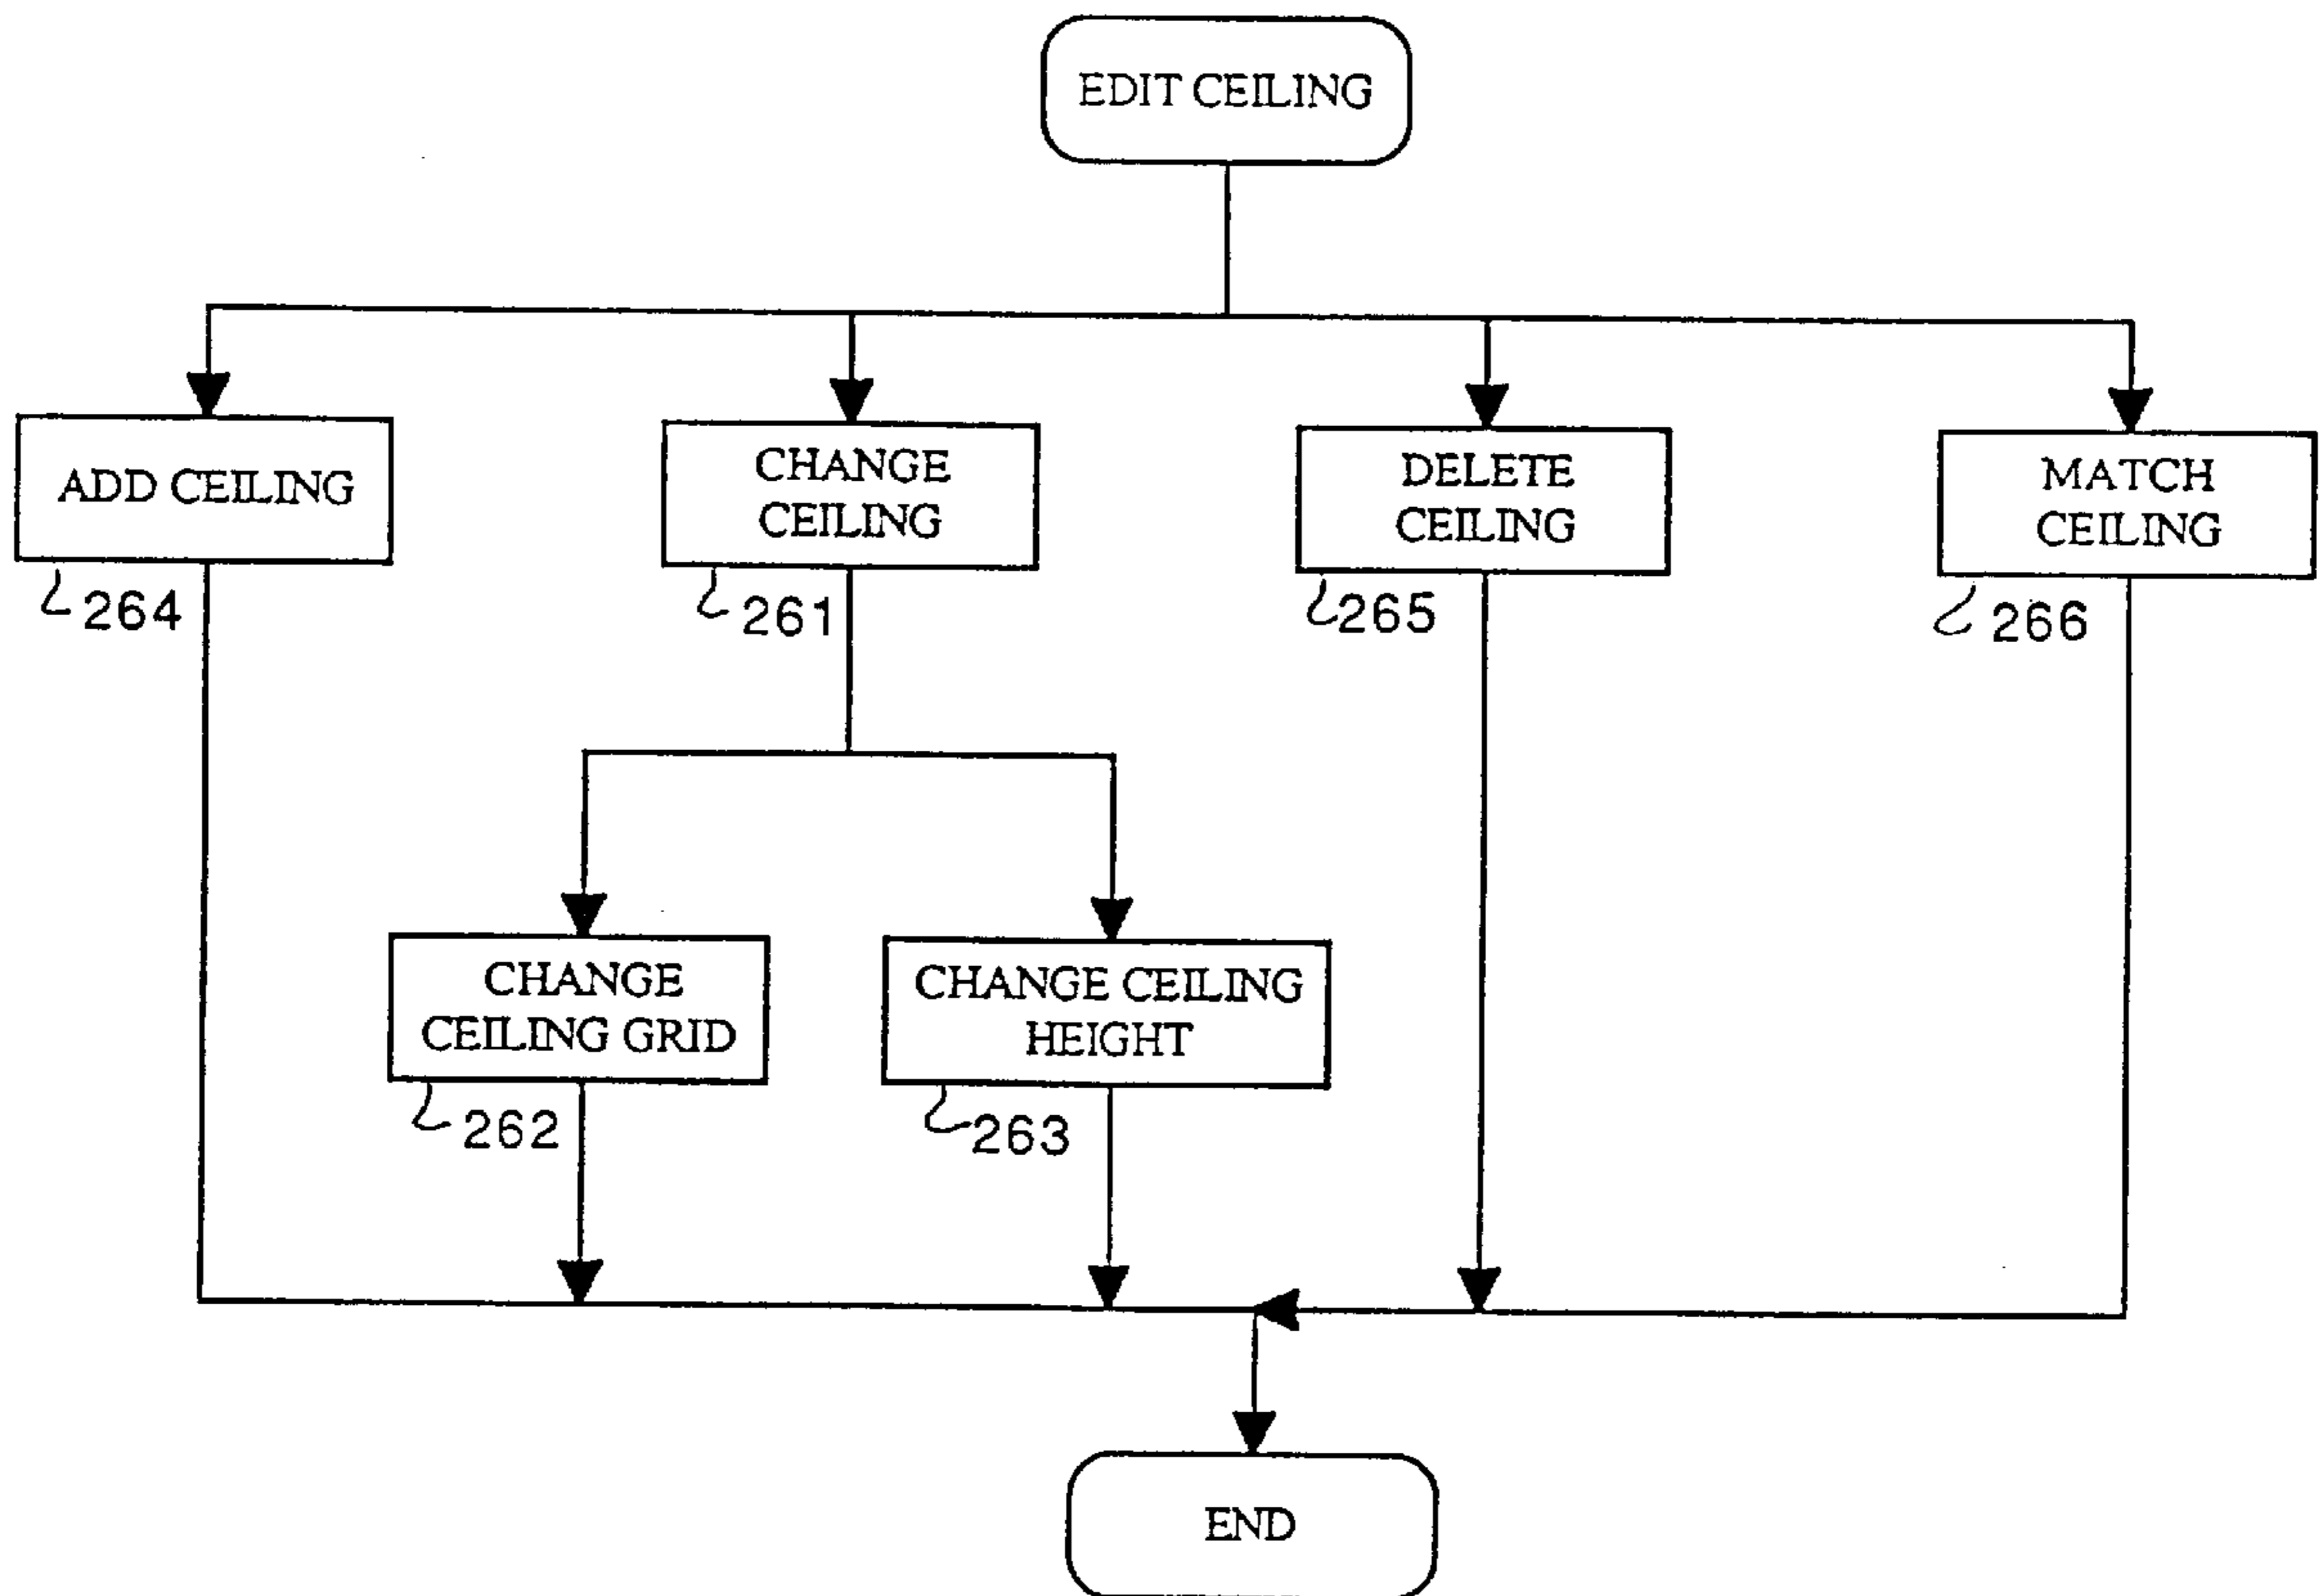 EDIT CEILING
ADD CEILING
264
CHANGE
CEILING
261
DELETE
CEILING
265
MATCH
CEILING
266
CHANGE
CEILING GRID
262
CHANGE CEILING
HEIGHT
263
END